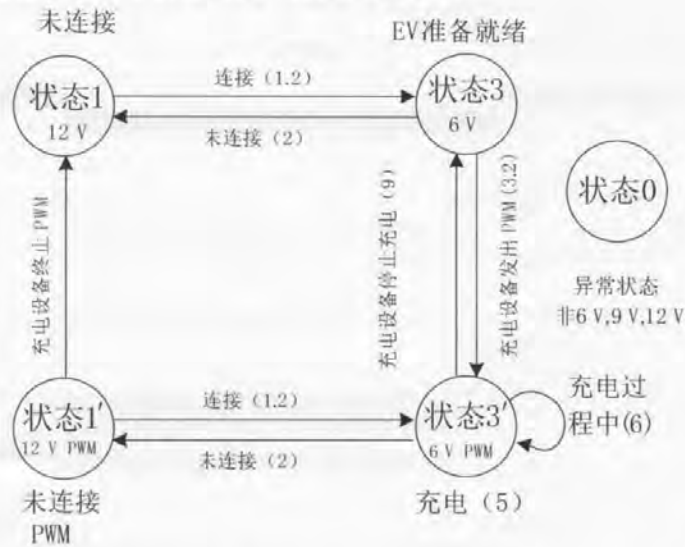 未连接
EV准备就绪
状态1
12 V
连接（1.2）
未连接（2）
状态3
6 V
状态0
异常状态
非6 V,9 V,12 V
充电设备终止PWM
充电设备停止充电（9）
充电设备发出PWM(3.2)
状态1′
12 V PWM
连接（1.2）
未连接（2）
状态3′
6 V PWM
充电过
程中(6)
未连接
PWM
充电（5）